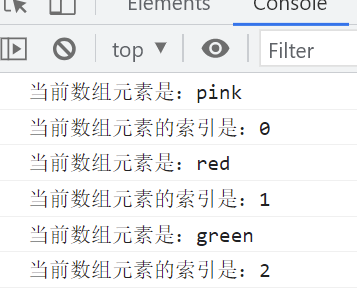 Elements Console
top ▼ Filter
当前数组元素是：pink
当前数组元素的索引是：0
当前数组元素是：red
当前数组元素的索引是：1
当前数组元素是：green
当前数组元素的索引是：2